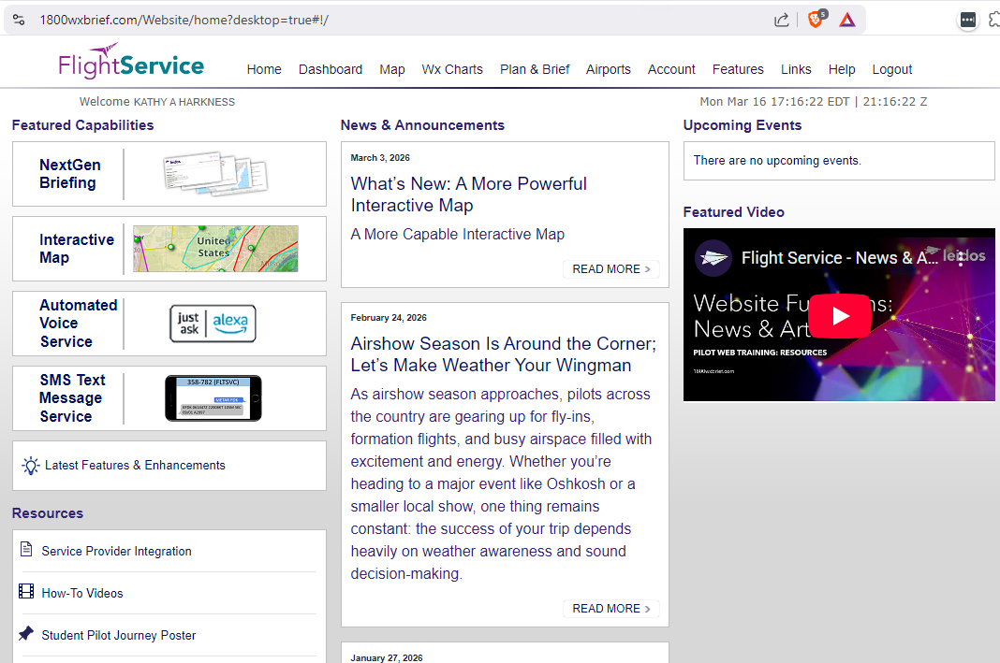 1800wxbrief.com/Website/home?desktop=true#!/
5
FlightService
Home Dashboard Map Wx Charts Plan & Brief Airports Account Features Links Help Logout
Welcome KATHY A HARKNESS
Mon Mar 16 17:16:22 EDT | 21:16:22 Z
Featured Capabilities
NextGen
Briefing
leidos
Interactive
Map
United
States
Automated
Voice
Service
just
ask
alexa
SMS Text
Message
Service
358-782 (FLTSVC)
METAR FDK
Latest Features & Enhancements
Resources
Service Provider Integration
How-To Videos
Student Pilot Journey Poster
News & Announcements
March 3, 2026
What's New: A More Powerful
Interactive Map
A More Capable Interactive Map
READ MORE >
February 24, 2026
Airshow Season Is Around the Corner;
Let's Make Weather Your Wingman
As airshow season approaches, pilots across
the country are gearing up for fly-ins,
formation flights, and busy airspace filled with
excitement and energy. Whether you're
heading to a major event like Oshkosh or a
smaller local show, one thing remains
constant: the success of your trip depends
heavily on weather awareness and sound
decision-making.
READ MORE >
January 27, 2026
Upcoming Events
There are no upcoming events.
Featured Video
Flight Service - News & A...
leidos
Website Fu ns:
News & Art
PILOT WEB TRAINING: RESOURCES
1800wxbrief.com